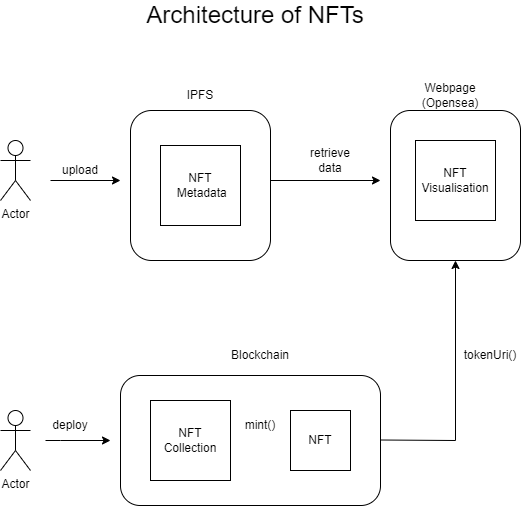 Architecture of NFTs
IPFS
Webpage
(Opensea)
upload
NFT
Metadata
retrieve
data
NFT
Visualisation
Actor
Blockchain
tokenUri()
deploy
NFT
Collection
mint()
NFT
Actor